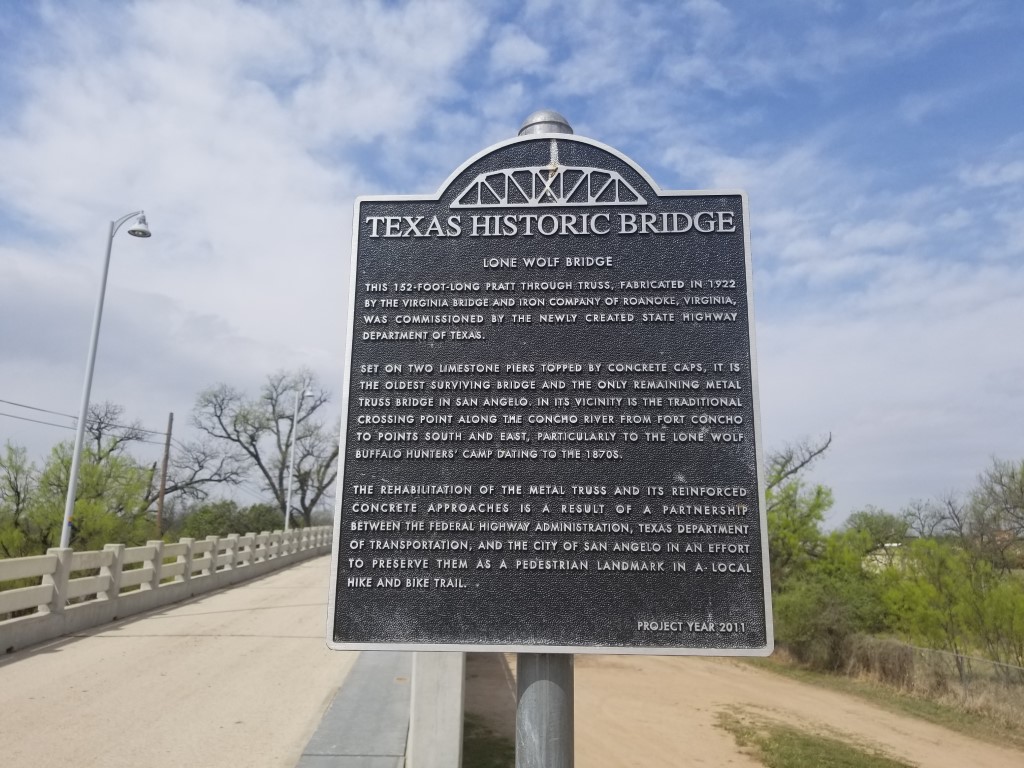 TEXAS HISTORIC BRIDGE
LONE WOLF BRIDGE
THIS 152-FOOT-LONG PRATT THROUGH TRUSS, FABRICATED IN 1922
BY THE VIRGINIA BRIDGE AND IRON COMPANY OF ROANOKE, VIRGINIA,
WAS COMMISSIONED BY THE NEWLY CREATED STATE HIGHWAY
DEPARTMENT OF TEXAS.
SET ON TWO LIMESTONE PIERS TOPPED BY CONCRETE CAPS, IT IS
THE OLDEST SURVIVING BRIDGE AND THE ONLY REMAINING METAL
TRUSS BRIDGE IN SAN ANGELO. IN ITS VICINITY IS THE TRADITIONAL
CROSSING POINT ALONG THE CONCHO RIVER FROM FORT CONCHO
TO POINTS SOUTH AND EAST, PARTICULARLY TO THE LONE WOLF
BUFFALO HUNTERS' CAMP DATING TO THE 1870S.
THE REHABILITATION OF THE METAL TRUSS AND ITS REINFORCED
CONCRETE APPROACHES IS A RESULT OF A PARTNERSHIP
BETWEEN THE FEDERAL HIGHWAY ADMINISTRATION, TEXAS DEPARTMENT
OF TRANSPORTATION, AND THE CITY OF SAN ANGELO IN AN EFFORT
TO PRESERVE THEM AS A PEDESTRIAN LANDMARK IN A LOCAL
HIKE AND BIKE TRAIL.
PROJECT YEAR 2011